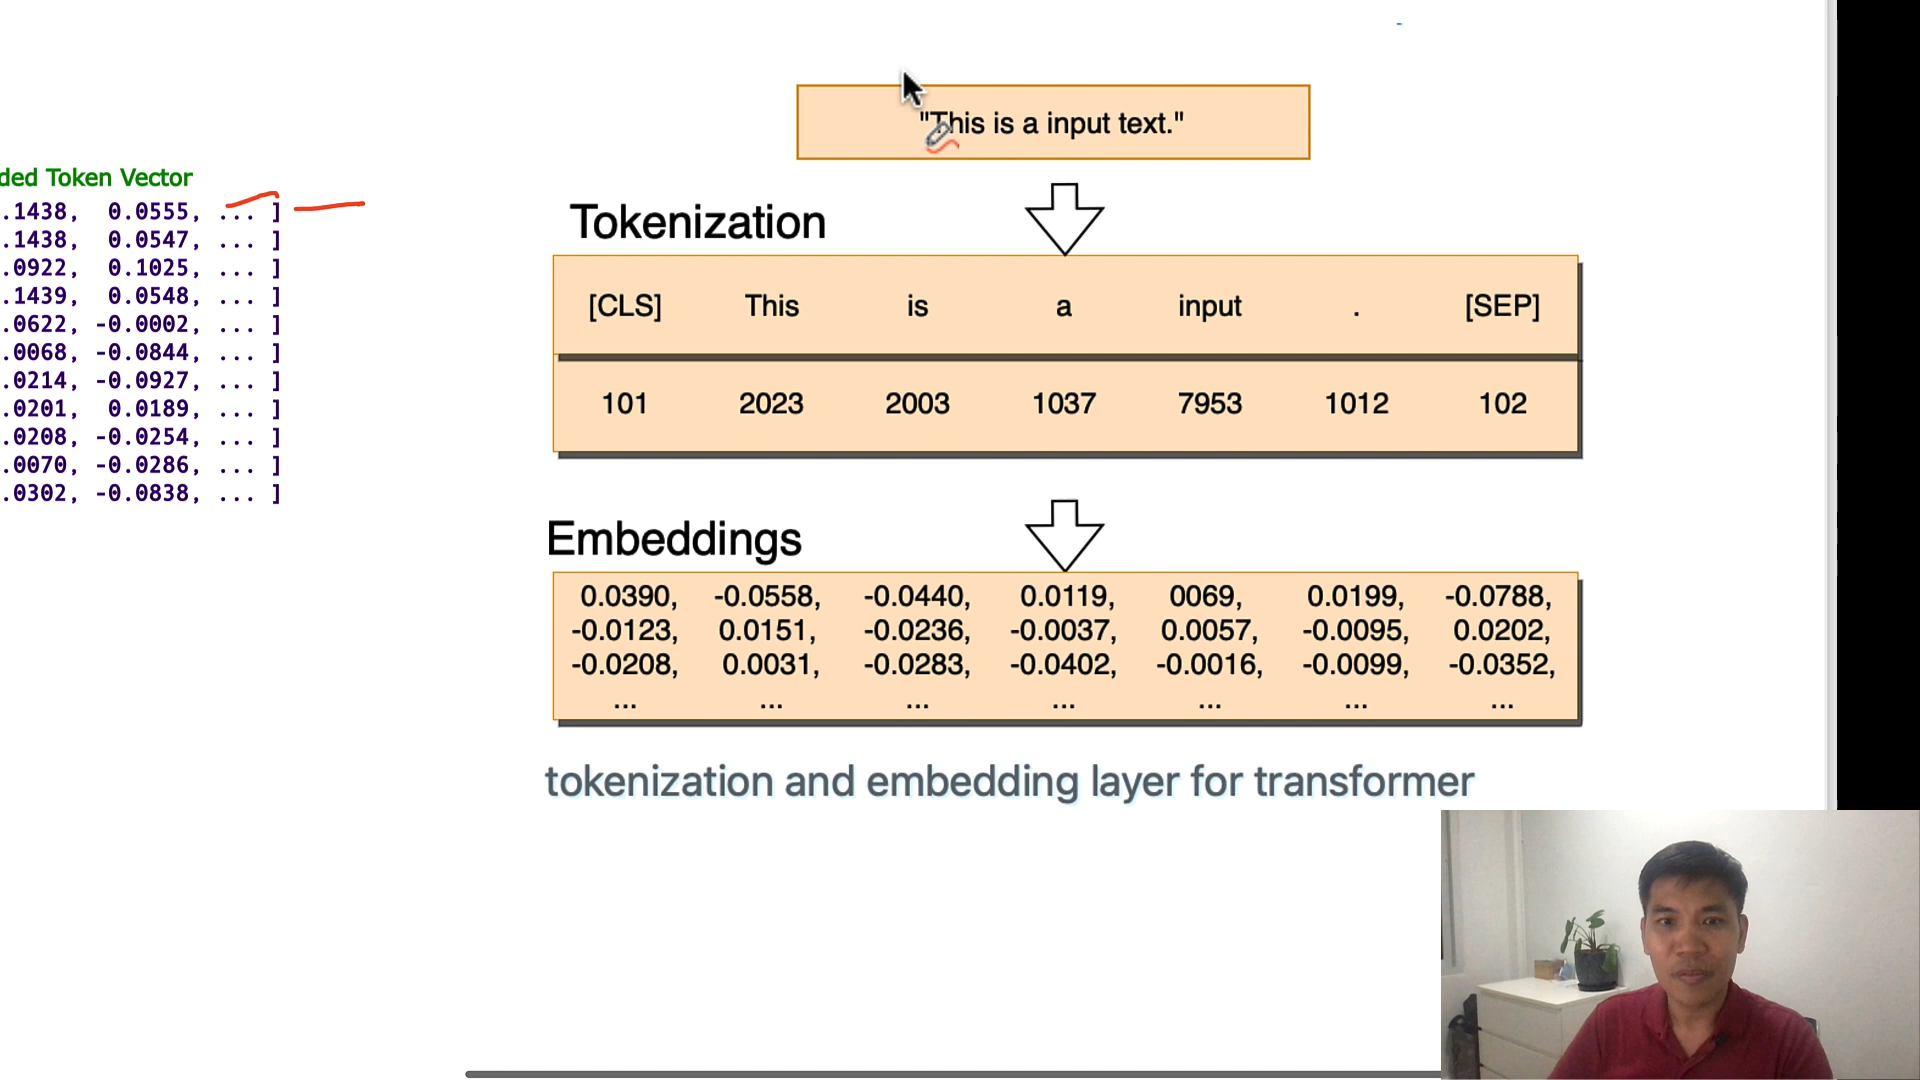 ded Token Vector
.1438, 0.0555, ... ]
.1438, 0.0547, ... ]
.0922, 0.1025, ... ]
.1439, 0.0548, ... ]
.0622, -0.0002, ... ]
.0068, -0.0844, ... ]
.0214, -0.0927, ... ]
.0201, 0.0189, ... ]
.0208, -0.0254, ... ]
.0070, -0.0286, ... ]
.0302, -0.0838, ... ]
"This is a input text."
Tokenization
[CLS] This is a input . [SEP]
101 2023 2003 1037 7953 1012 102
Embeddings
0.0390, -0.0558, -0.0440, 0.0119, 0069, 0.0199, -0.0788,
-0.0123, 0.0151, -0.0236, -0.0037, 0.0057, -0.0095, 0.0202,
-0.0208, 0.0031, -0.0283, -0.0402, -0.0016, -0.0099, -0.0352,
... ... ... ... ... ... ...
tokenization and embedding layer for transformer